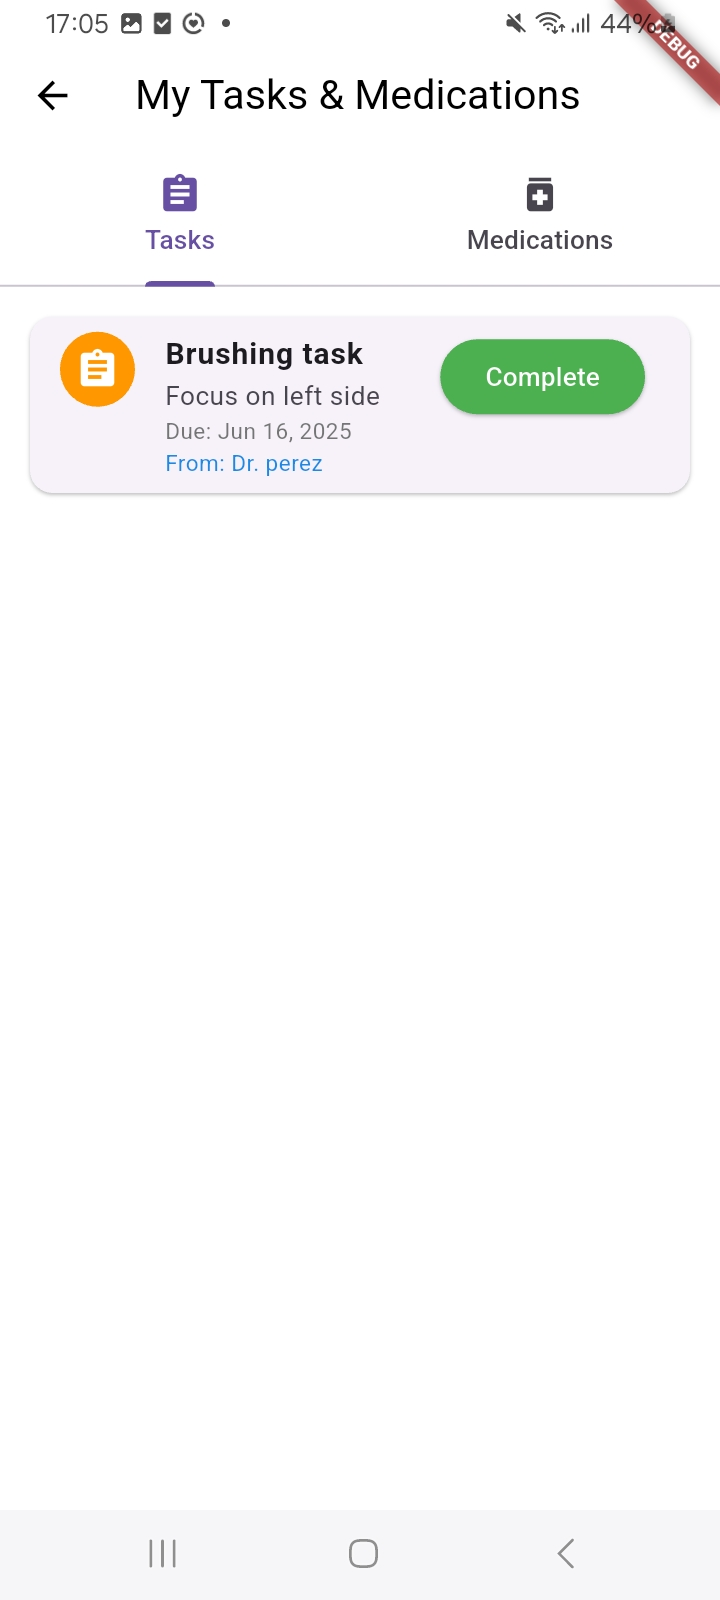 17:05 44%
DEBUG
My Tasks & Medications
Tasks Medications
Brushing task
Complete
Focus on left side
Due: Jun 16, 2025
From: Dr. perez